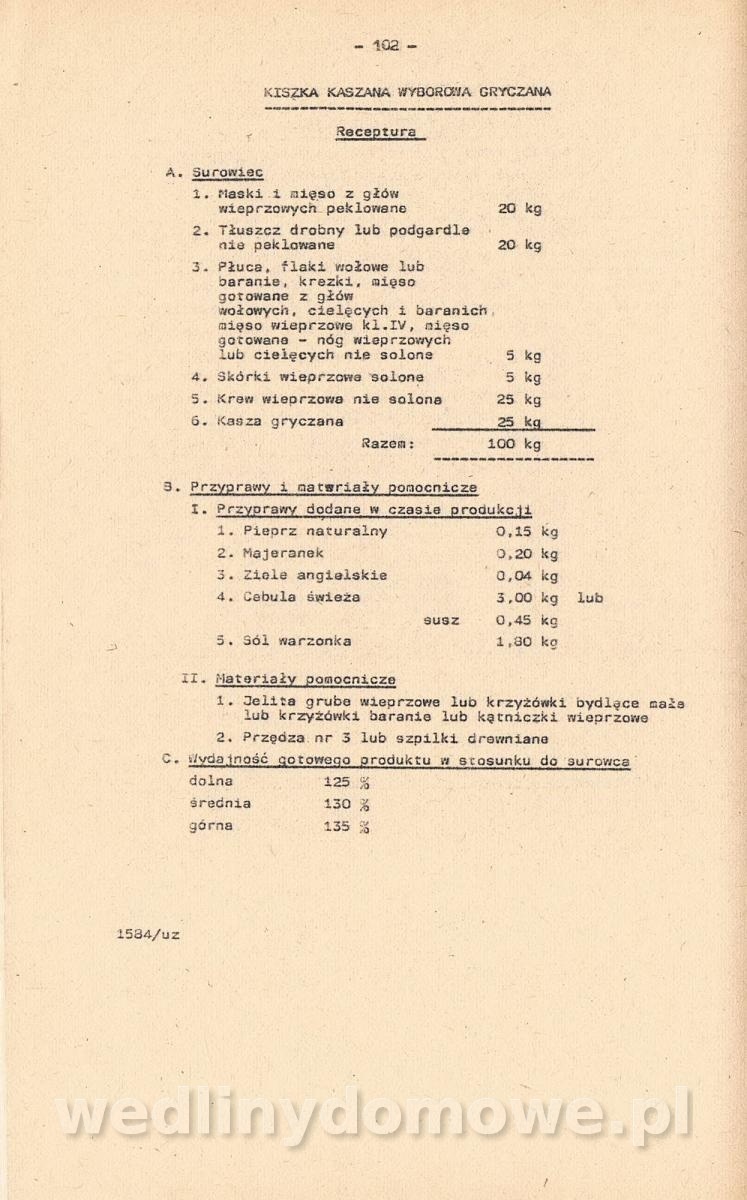 - 102 -
KISZKA KASZANA WYBOROWA GRYCZANA
Receptura
A. Surowiec
1. Maski i mięso z głów
wieprzowych peklowane 20 kg
2. Tłuszcz drobny lub podgardle
nie peklowane 20 kg
3. Płuca, flaki wołowe lub
baranie, krezki, mięso
gotowane z głów
wołowych, cielęcych i baranich,
mięso wieprzowe kl.IV, mięso
gotowane - nóg wieprzowych
lub cielęcych nie solone 5 kg
4. Skórki wieprzowe solone 5 kg
5. Krew wieprzowa nie solona 25 kg
6. Kasza gryczana 25 kg
Razem: 100 kg
B. Przyprawy i materiały pomocnicze
I. Przyprawy dodane w czasie produkcji
1. Pieprz naturalny 0,15 kg
2. Majeranek 0,20 kg
3. Ziele angielskie 0,04 kg
4. Cebula świeża 3,00 kg lub
susz 0,45 kg
5. Sól warzonka 1,80 kg
II. Materiały pomocnicze
1. Jelita grube wieprzowe lub krzyżówki bydlęce małe
lub krzyżówki baranie lub kątniczki wieprzowe
2. Przędza nr 3 lub szpilki drewniane
C. Wydajność gotowego produktu w stosunku do surowca
dolna 125 %
średnia 130 %
górna 135 %
1584/uz
wedlinydomowe.pl